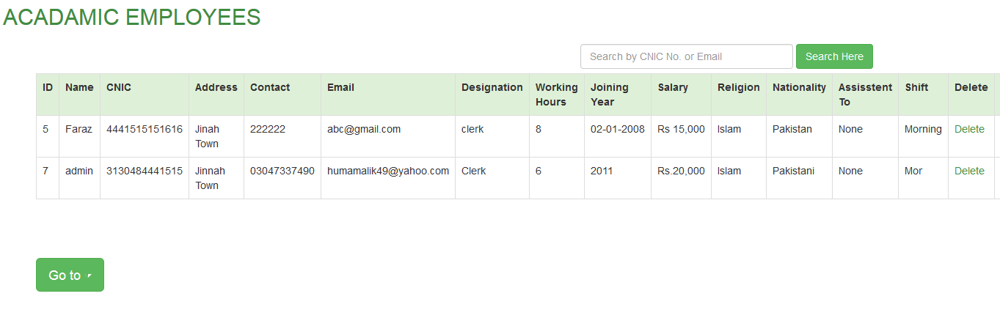 ACADAMIC EMPLOYEES
Search by CNIC No. or Email Search Here
ID Name CNIC Address Contact Email Designation Working Hours Joining Year Salary Religion Nationality Assisstent To Shift Delete
5 Faraz 4441515151616 Jinah Town 222222 abc@gmail.com clerk 8 02-01-2008 Rs 15,000 Islam Pakistan None Morning Delete
7 admin 3130484441515 Jinnah Town 03047337490 humamalik49@yahoo.com Clerk 6 2011 Rs.20,000 Islam Pakistani None Mor Delete
Go to